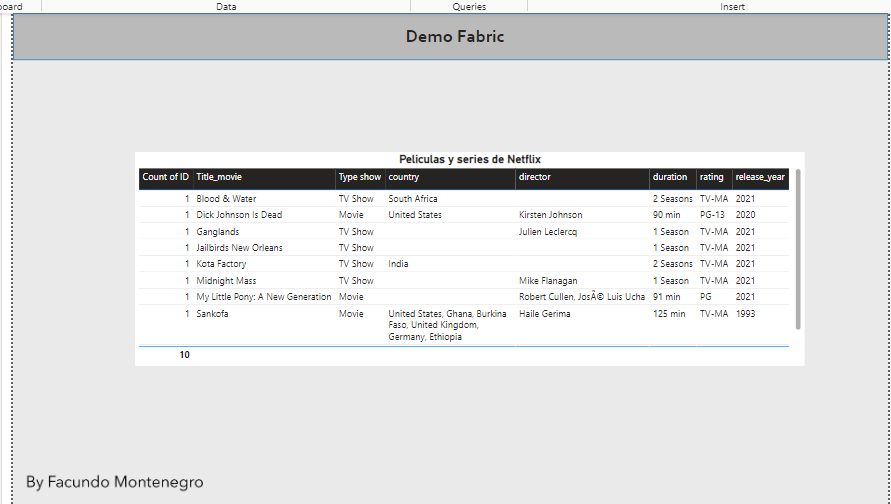 board Data Queries Insert
Demo Fabric
Peliculas y series de Netflix
Count of ID Title_movie Type show country director duration rating release_year
1 Blood & Water TV Show South Africa 2 Seasons TV-MA 2021
1 Dick Johnson Is Dead Movie United States Kirsten Johnson 90 min PG-13 2020
1 Ganglands TV Show Julien Leclercq 1 Season TV-MA 2021
1 Jailbirds New Orleans TV Show 1 Season TV-MA 2021
1 Kota Factory TV Show India 2 Seasons TV-MA 2021
1 Midnight Mass TV Show Mike Flanagan 1 Season TV-MA 2021
1 My Little Pony: A New Generation Movie Robert Cullen, JosÃ© Luis Ucha 91 min PG 2021
1 Sankofa Movie United States, Ghana, Burkina Haile Gerima 125 min TV-MA 1993
Faso, United Kingdom,
Germany, Ethiopia
10
By Facundo Montenegro